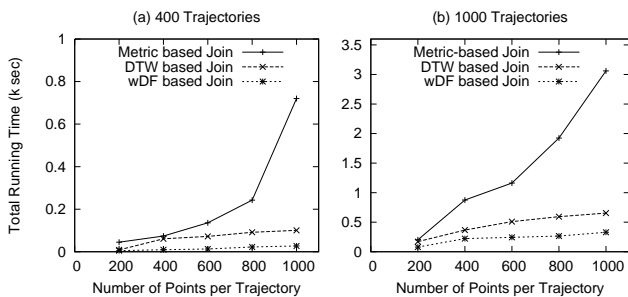 (a) 400 Trajectories
Total Running Time (k sec)
1
0.8
0.6
0.4
0.2
0
Metric based Join
DTW based Join
wDF based Join
0 200 400 600 800 1000
Number of Points per Trajectory
(b) 1000 Trajectories
3.5
3
2.5
2
1.5
1
0.5
0
Metric-based Join
DTW based Join
wDF based Join
0 200 400 600 800 1000
Number of Points per Trajectory